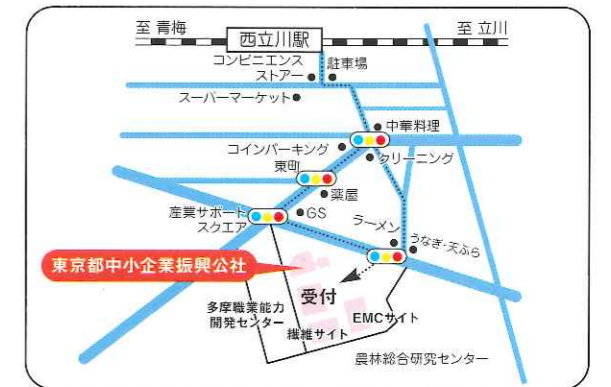 至 青梅
西立川駅
至 立川
コンビニエンス
ストアー
駐車場
スーパーマーケット
中華料理
コインパーキング
クリーニング
東町
薬屋
産業サポート
スクエア
GS
ラーメン
うなぎ・天ぷら
東京都中小企業振興公社
受付
多摩職業能力
開発センター
繊維サイト
EMCサイト
農林総合研究センター